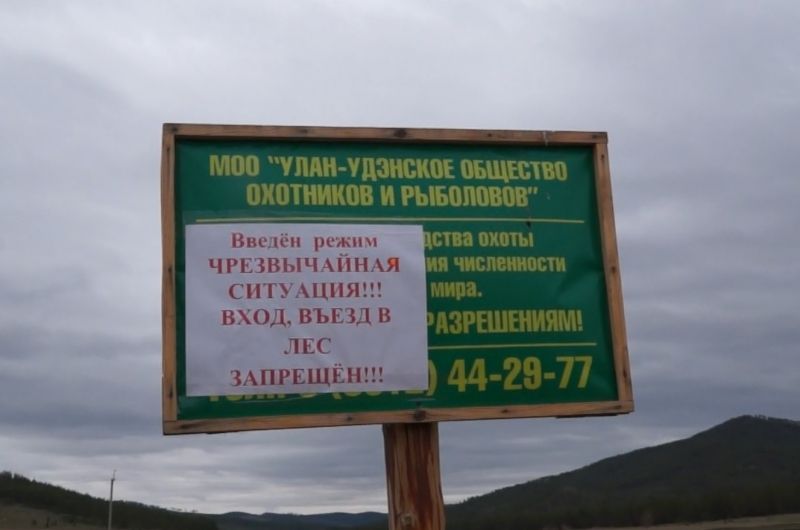 МОО "УЛАН-УДЭНСКОЕ ОБЩЕСТВО
ОХОТНИКОВ И РЫБОЛОВОВ"
Введён режим
ЧРЕЗВЫЧАЙНАЯ
СИТУАЦИЯ!!!
ВХОД, ВЪЕЗД В
ЛЕС
ЗАПРЕЩЁН!!!
охоты
численности
мира.
РАЗРЕШЕНИЯМ!
44-29-77